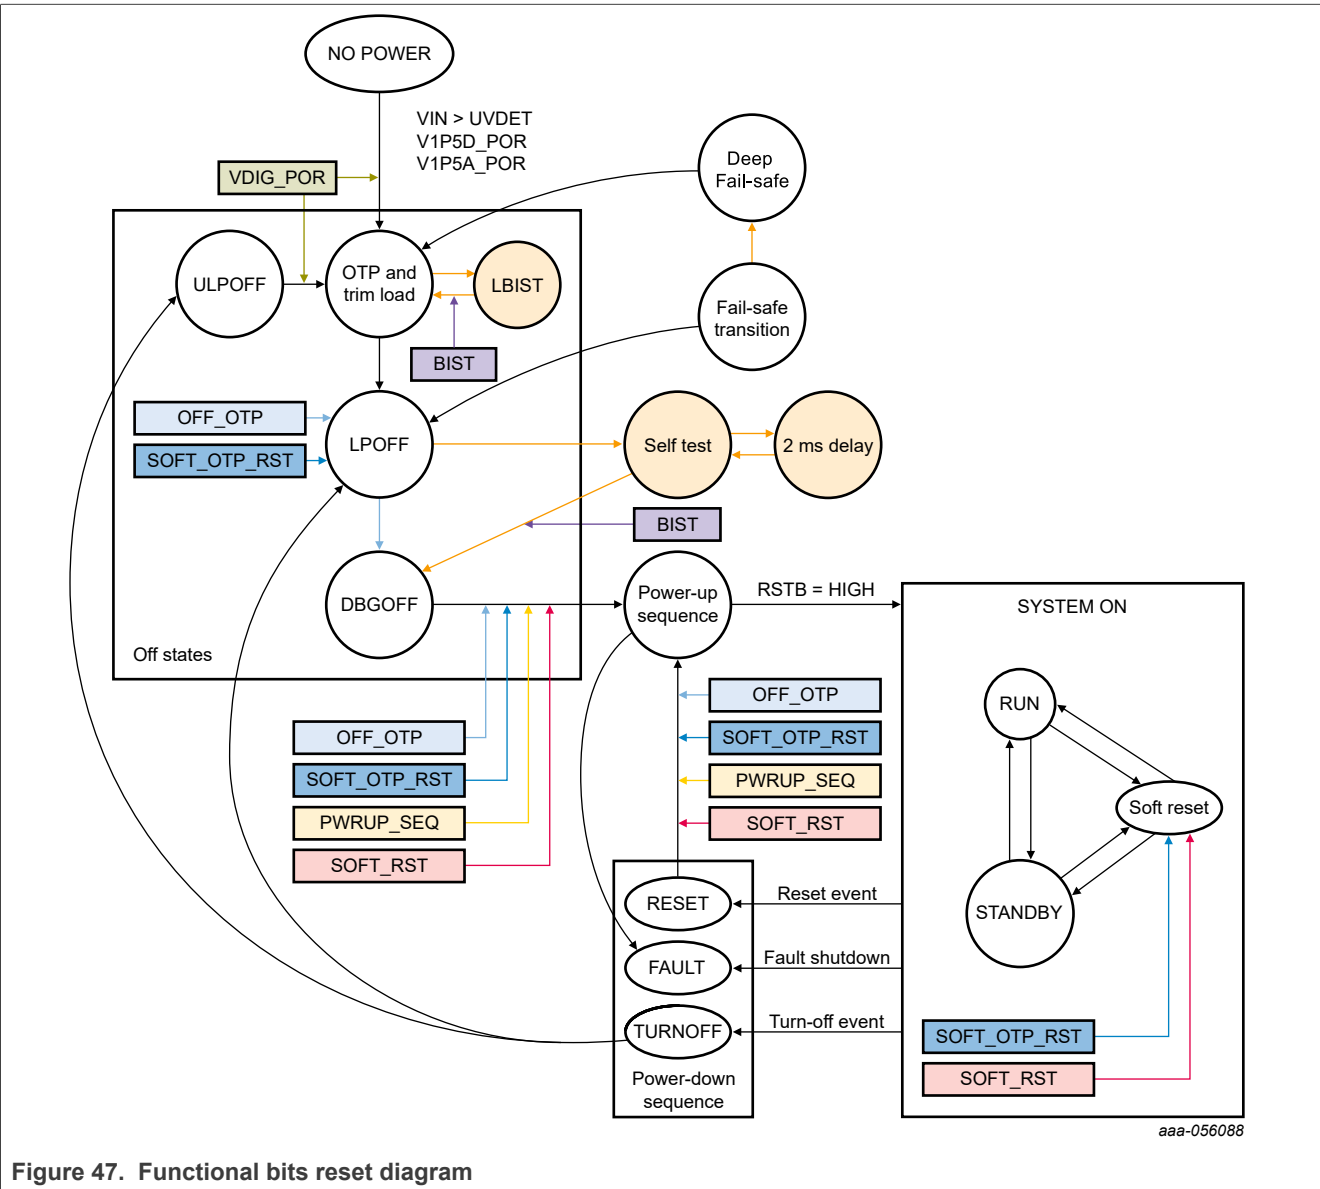 NO POWER
VIN > UVDET
V1P5D_POR
V1P5A_POR
VDIG_POR
Deep
Fail-safe
ULPOFF
OTP and
trim load
LBIST
Fail-safe
transition
BIST
OFF_OTP
SOFT_OTP_RST
LPOFF
Self test
2 ms delay
BIST
DBGOFF
Power-up
sequence
RSTB = HIGH
SYSTEM ON
Off states
OFF_OTP
SOFT_OTP_RST
PWRUP_SEQ
SOFT_RST
OFF_OTP
SOFT_OTP_RST
PWRUP_SEQ
SOFT_RST
RUN
Soft reset
STANDBY
RESET
Reset event
FAULT
Fault shutdown
TURNOFF
Turn-off event
Power-down
sequence
SOFT_OTP_RST
SOFT_RST
aaa-056088
Figure 47. Functional bits reset diagram